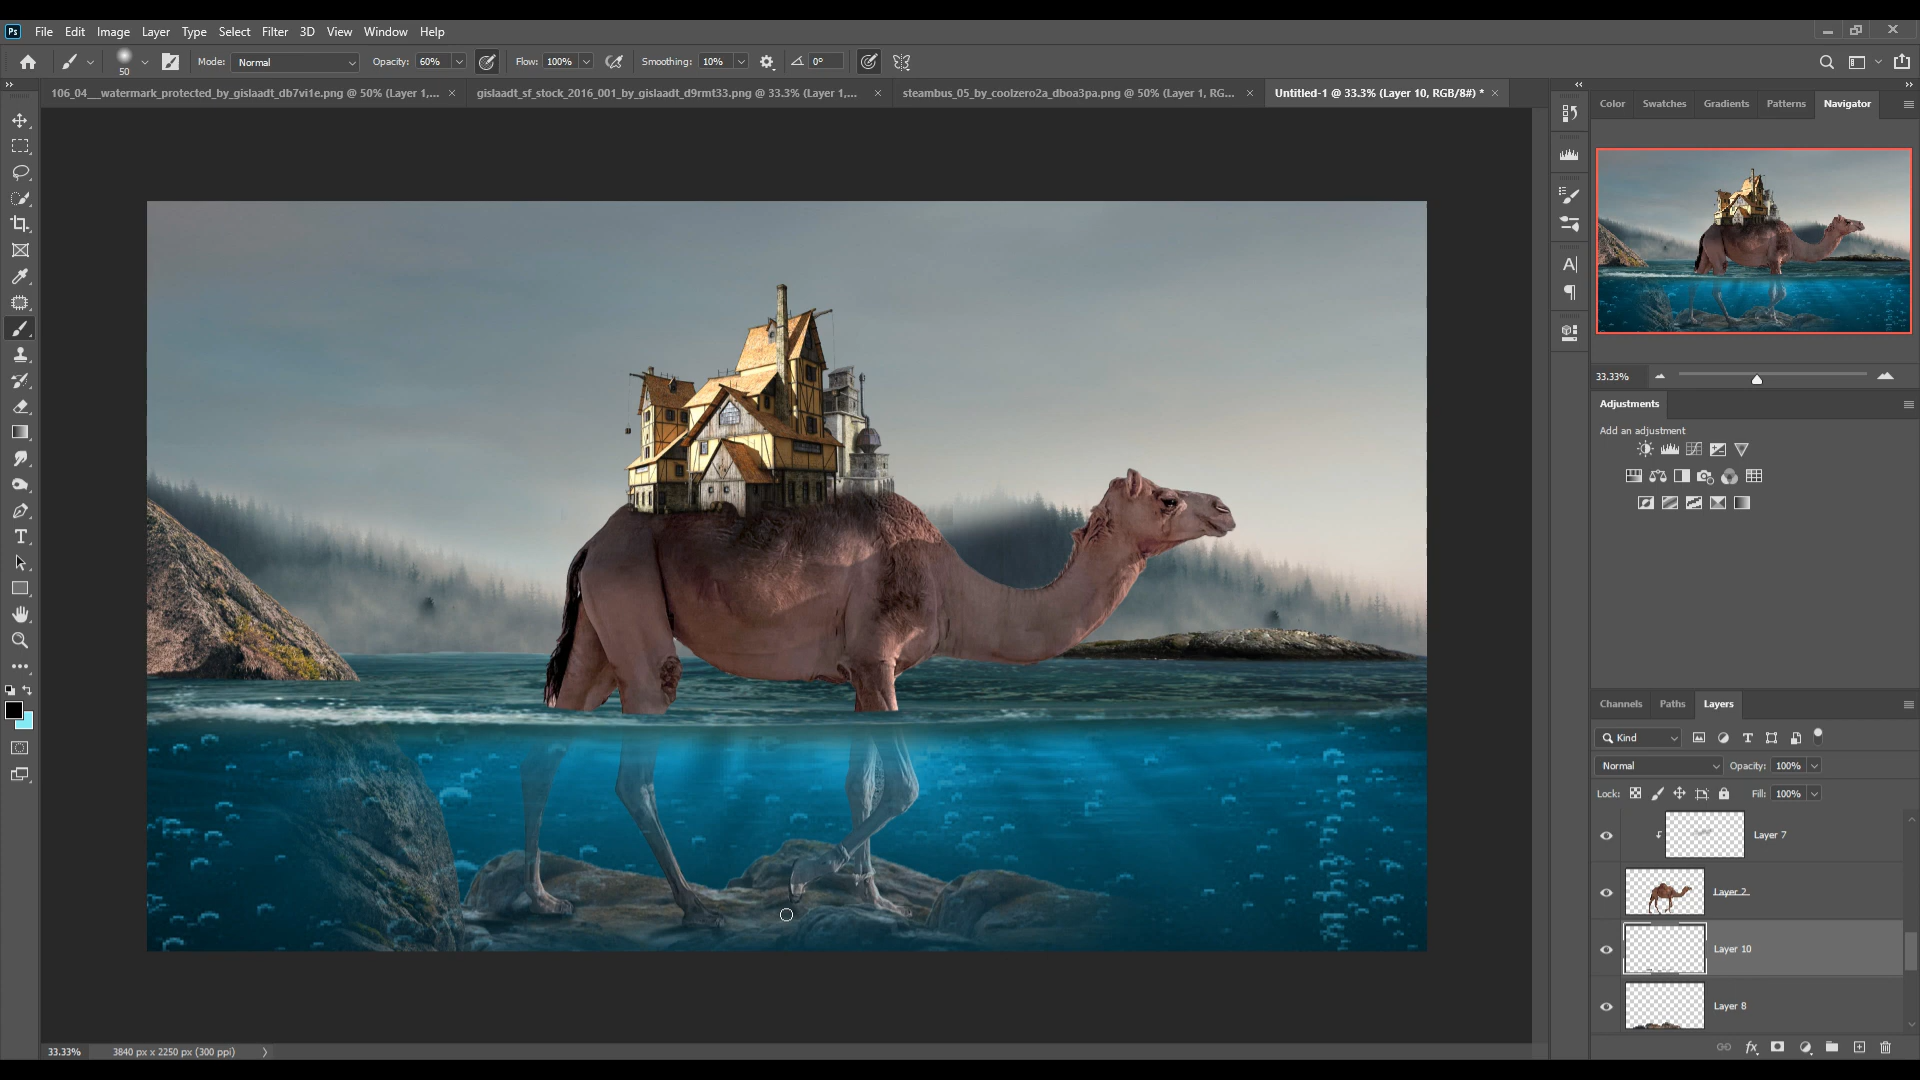 Ps File Edit Image Layer Type Select Filter 3D View Window Help
50 Mode: Normal Opacity: 60% Flow: 100% Smoothing: 10% 0°
106_04__watermark_protected_by_gislaadt_db7vi1e.png @ 50% (Layer 1,... gislaadt_sf_stock_2016_001_by_gislaadt_d9rmt33.png @ 33.3% (Layer 1,... steambus_05_by_coolzero2a_dboa3pa.png @ 50% (Layer 1, RG... Untitled-1 @ 33.3% (Layer 10, RGB/8#) *
Color Swatches Gradients Patterns Navigator
33.33%
Adjustments
Add an adjustment
Channels Paths Layers
Kind
Normal Opacity: 100%
Lock: Fill: 100%
Layer 7
Layer 2
Layer 10
Layer 8
33.33% 3840 px x 2250 px (300 ppi)